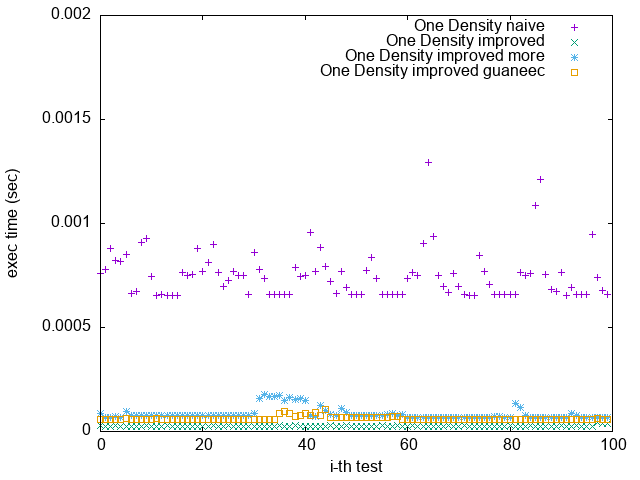 0.002
0.0015
0.001
0.0005
0
exec time (sec)
One Density naive
One Density improved
One Density improved more
One Density improved guaneec
0 20 40 60 80 100
i-th test